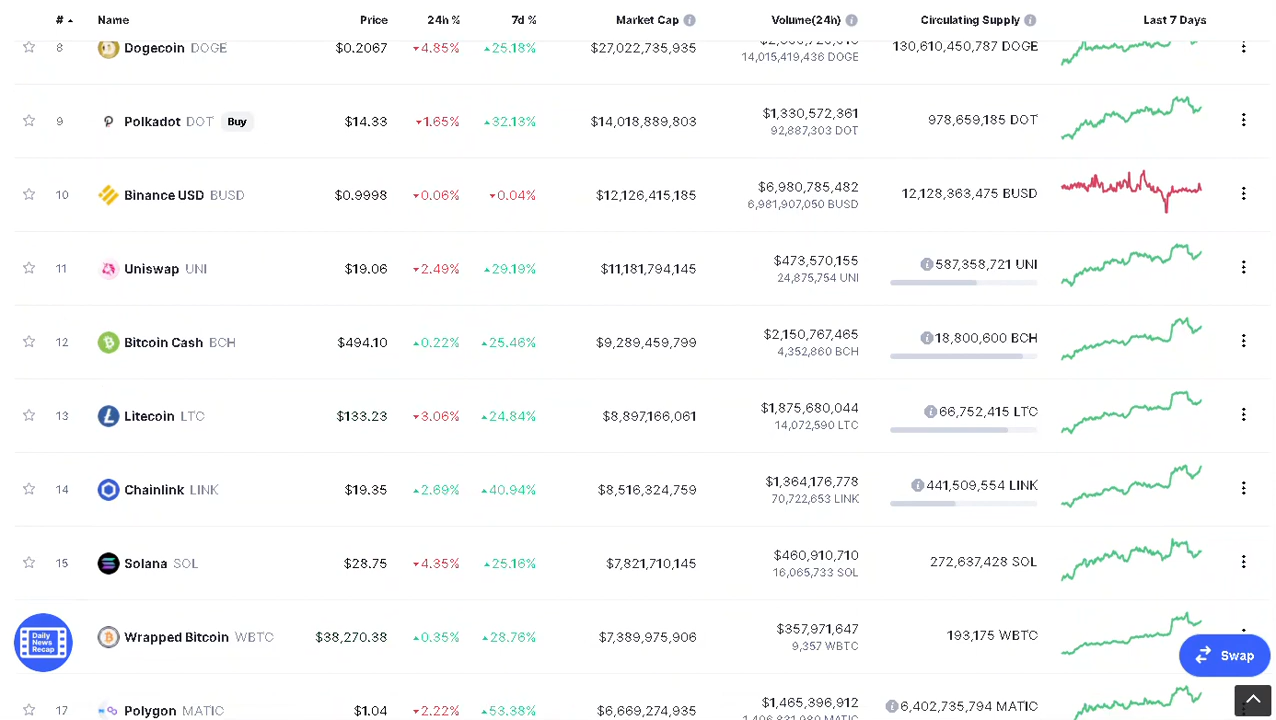 # Name Price 24h % 7d % Market Cap Volume(24h) Circulating Supply Last 7 Days
8 Dogecoin DOGE $0.2067 4.85% 25.18% $27,022,735,935 130,610,450,787 DOGE
14,015,419,436 DOGE
9 Polkadot DOT Buy $14.33 1.65% 32.13% $14,018,889,803 $1,330,572,361 978,659,185 DOT
92,887,303 DOT
10 Binance USD BUSD $0.9998 0.06% 0.04% $12,126,415,185 $6,980,785,482 12,128,363,475 BUSD
6,981,907,050 BUSD
11 Uniswap UNI $19.06 2.49% 29.19% $11,181,794,145 $473,570,155 587,358,721 UNI
24,875,754 UNI
12 Bitcoin Cash BCH $494.10 0.22% 25.46% $9,289,459,799 $2,150,767,465 18,800,600 BCH
4,352,860 BCH
13 Litecoin LTC $133.23 3.06% 24.84% $8,897,166,061 $1,875,680,044 66,752,415 LTC
14,072,590 LTC
14 Chainlink LINK $19.35 2.69% 40.94% $8,516,324,759 $1,364,176,778 441,509,554 LINK
70,722,653 LINK
15 Solana SOL $28.75 4.35% 25.16% $7,821,710,145 $460,910,710 272,637,428 SOL
16,065,733 SOL
Daily News Recap
Wrapped Bitcoin WBTC $38,270.38 0.35% 28.76% $7,389,975,906 $357,971,647 193,175 WBTC
9,357 WBTC
Swap
17 Polygon MATIC $1.04 2.22% 53.38% $6,669,274,935 $1,465,396,912 6,402,735,794 MATIC
MATIC